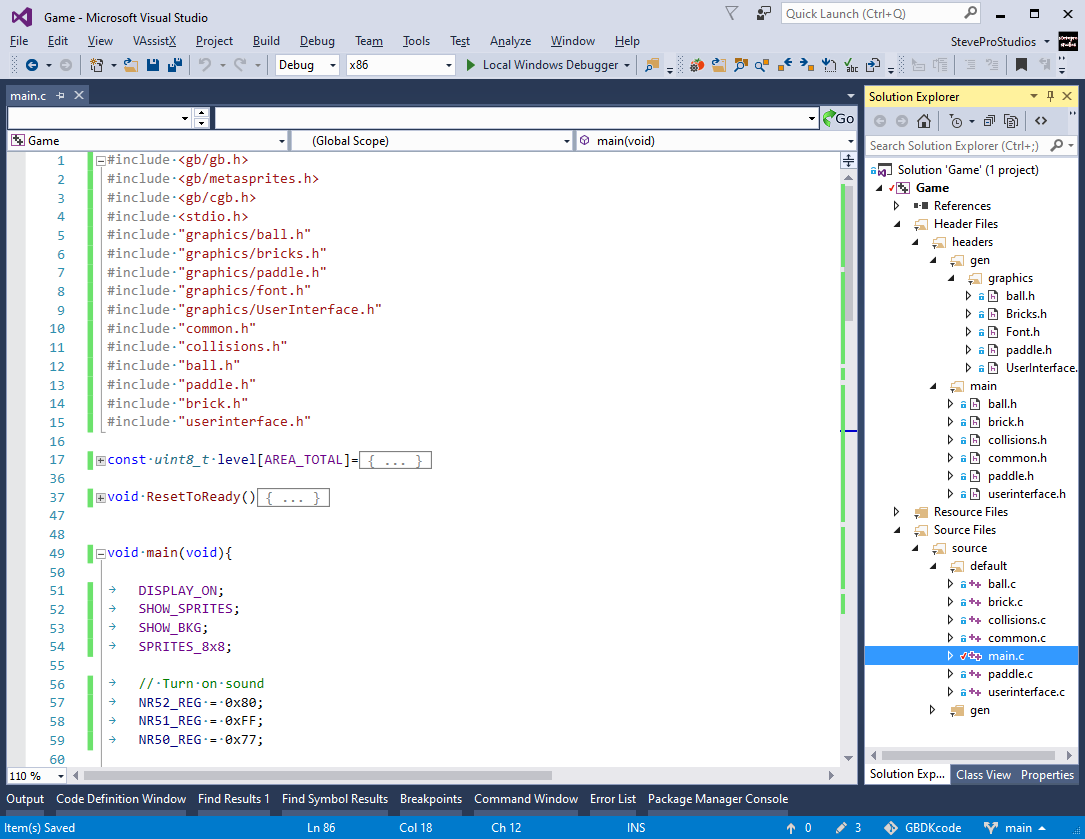 Game - Microsoft Visual Studio
Quick Launch (Ctrl+Q)
File Edit View VAssistX Project Build Debug Team Tools Test Analyze Window Help
SteveProStudios
Debug x86 Local Windows Debugger
main.c
Go
Game (Global Scope) main(void)
1 #include <gb/gb.h>
2 #include <gb/metasprites.h>
3 #include <gb/cgb.h>
4 #include <stdio.h>
5 #include "graphics/ball.h"
6 #include "graphics/bricks.h"
7 #include "graphics/paddle.h"
8 #include "graphics/font.h"
9 #include "graphics/UserInterface.h"
10 #include "common.h"
11 #include "collisions.h"
12 #include "ball.h"
13 #include "paddle.h"
14 #include "brick.h"
15 #include "userinterface.h"
16
17 const uint8_t level[AREA_TOTAL]={ ... }
36
37 void ResetToReady(){ ... }
47
48
49 void main(void){
50
51 DISPLAY_ON;
52 SHOW_SPRITES;
53 SHOW_BKG;
54 SPRITES_8x8;
55
56 // Turn on sound
57 NR52_REG = 0x80;
58 NR51_REG = 0xFF;
59 NR50_REG = 0x77;
60
110 %
Solution Explorer
Search Solution Explorer (Ctrl+;)
Solution 'Game' (1 project)
Game
References
Header Files
headers
gen
graphics
ball.h
Bricks.h
Font.h
paddle.h
UserInterface.
main
ball.h
brick.h
collisions.h
common.h
paddle.h
userinterface.h
Resource Files
Source Files
source
default
ball.c
brick.c
collisions.c
common.c
main.c
paddle.c
userinterface.c
gen
Solution Exp... Class View Properties
Output Code Definition Window Find Results 1 Find Symbol Results Breakpoints Command Window Error List Package Manager Console
Item(s) Saved Ln 86 Col 18 Ch 12 INS 0 3 GBDKcode main